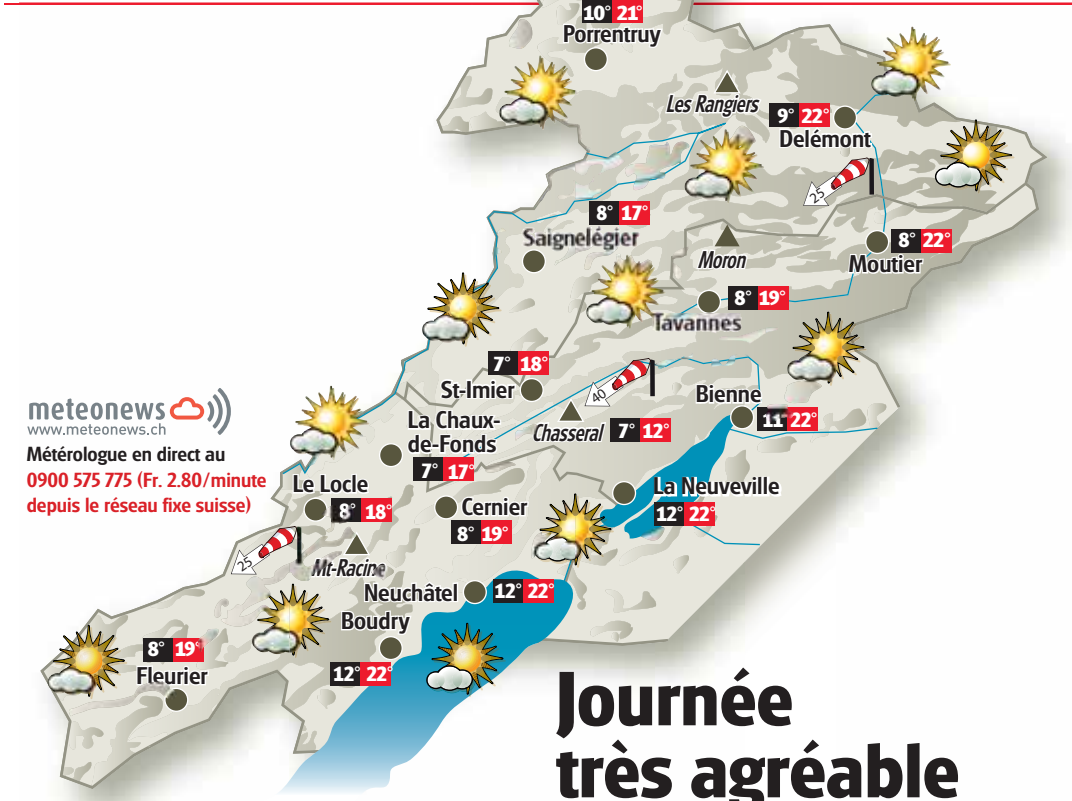 10° 21°
Porrentruy
Les Rangiers
9° 22°
Delémont
25
8° 17°
Saignelégier
Moron
8° 22°
Moutier
8° 19°
Tavannes
7° 18°
St-Imier
40
Bienne
11° 22°
Chasseral 7° 12°
meteonews
www.meteonews.ch
Météorologue en direct au
0900 575 775 (Fr. 2.80/minute
depuis le réseau fixe suisse)
La Chaux-
de-Fonds
7° 17°
Le Locle
8° 18°
Cernier
8° 19°
La Neuveville
12° 22°
25
Mt-Racine
Neuchâtel 12° 22°
Boudry
12° 22°
8° 19°
Fleurier
Journée
très agréable